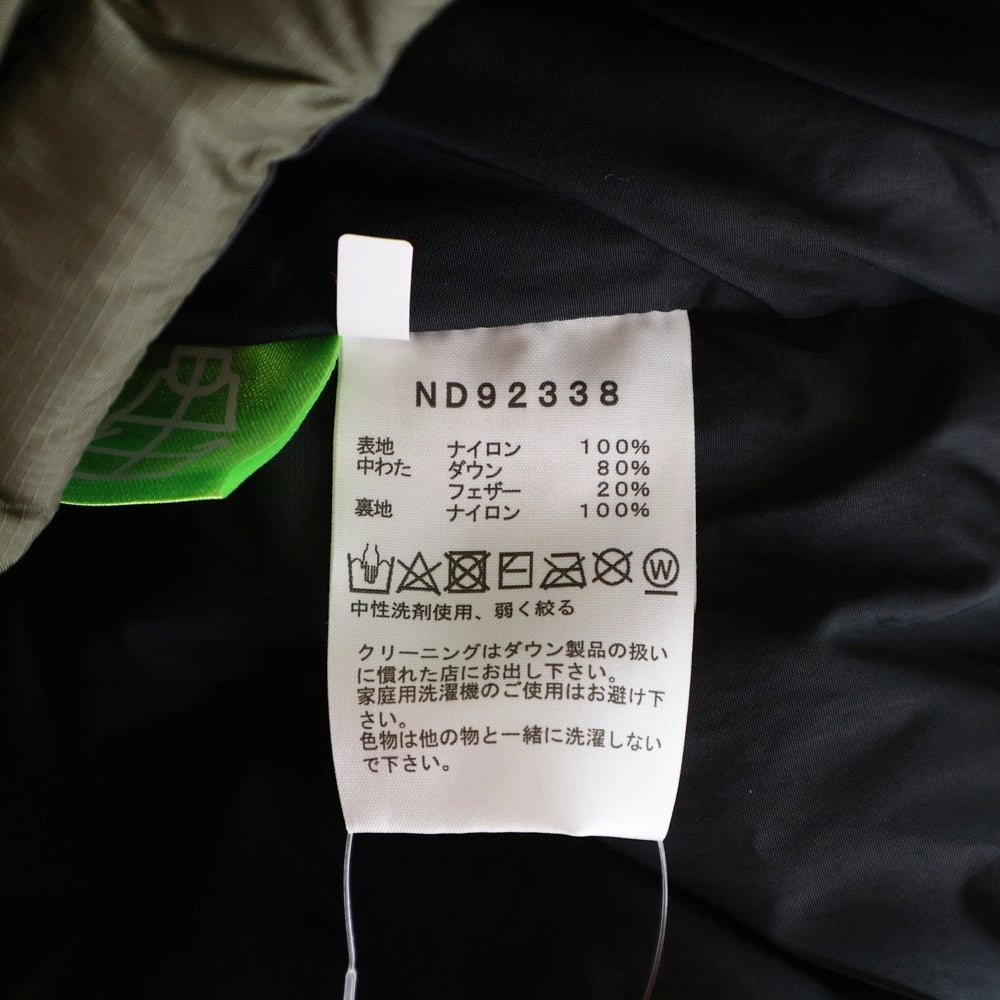 ND92338
表地 ナイロン 100%
中わた ダウン 80%
フェザー 20%
裏地 ナイロン 100%
W
中性洗剤使用、弱く絞る
クリーニングはダウン製品の扱い
に慣れた店にお出し下さい。
家庭用洗濯機のご使用はお避け下
さい。
色物は他の物と一緒に洗濯しない
で下さい。